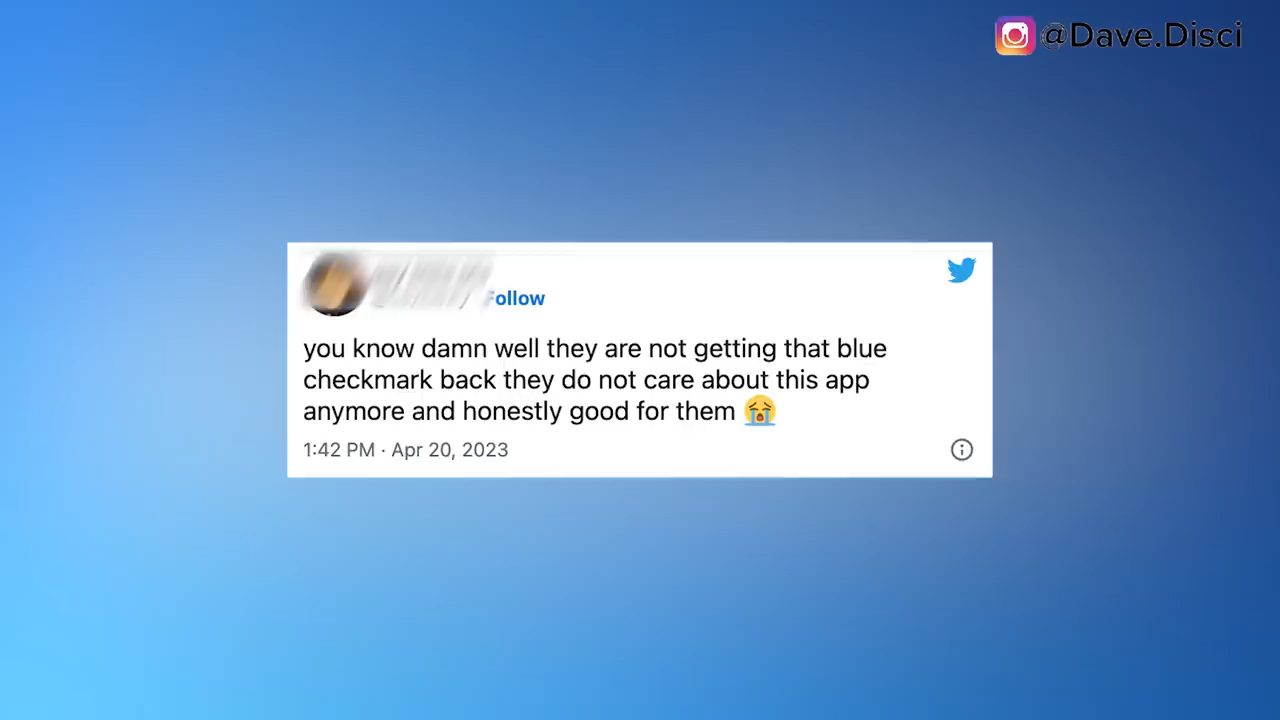 @Dave.Disci
Follow
you know damn well they are not getting that blue
checkmark back they do not care about this app
anymore and honestly good for them 😭
1:42 PM · Apr 20, 2023